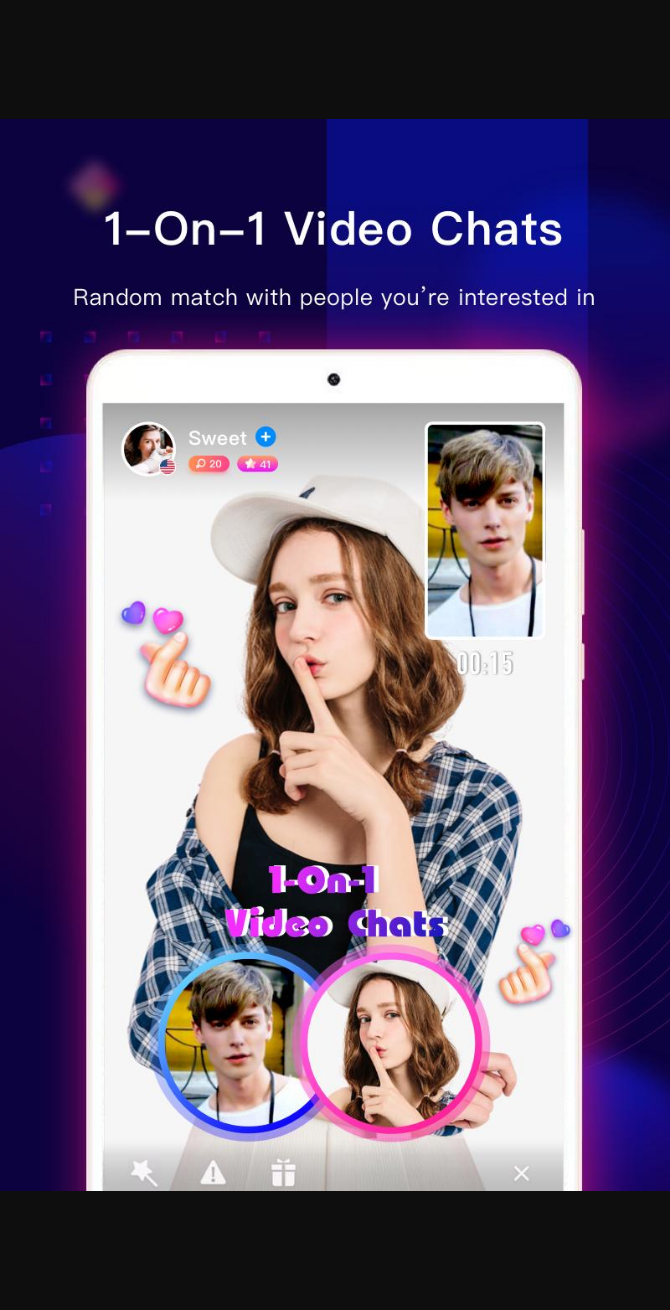 1-On-1 Video Chats
Random match with people you're interested in
Sweet
20
41
00:15
1-On-1
Video Chats